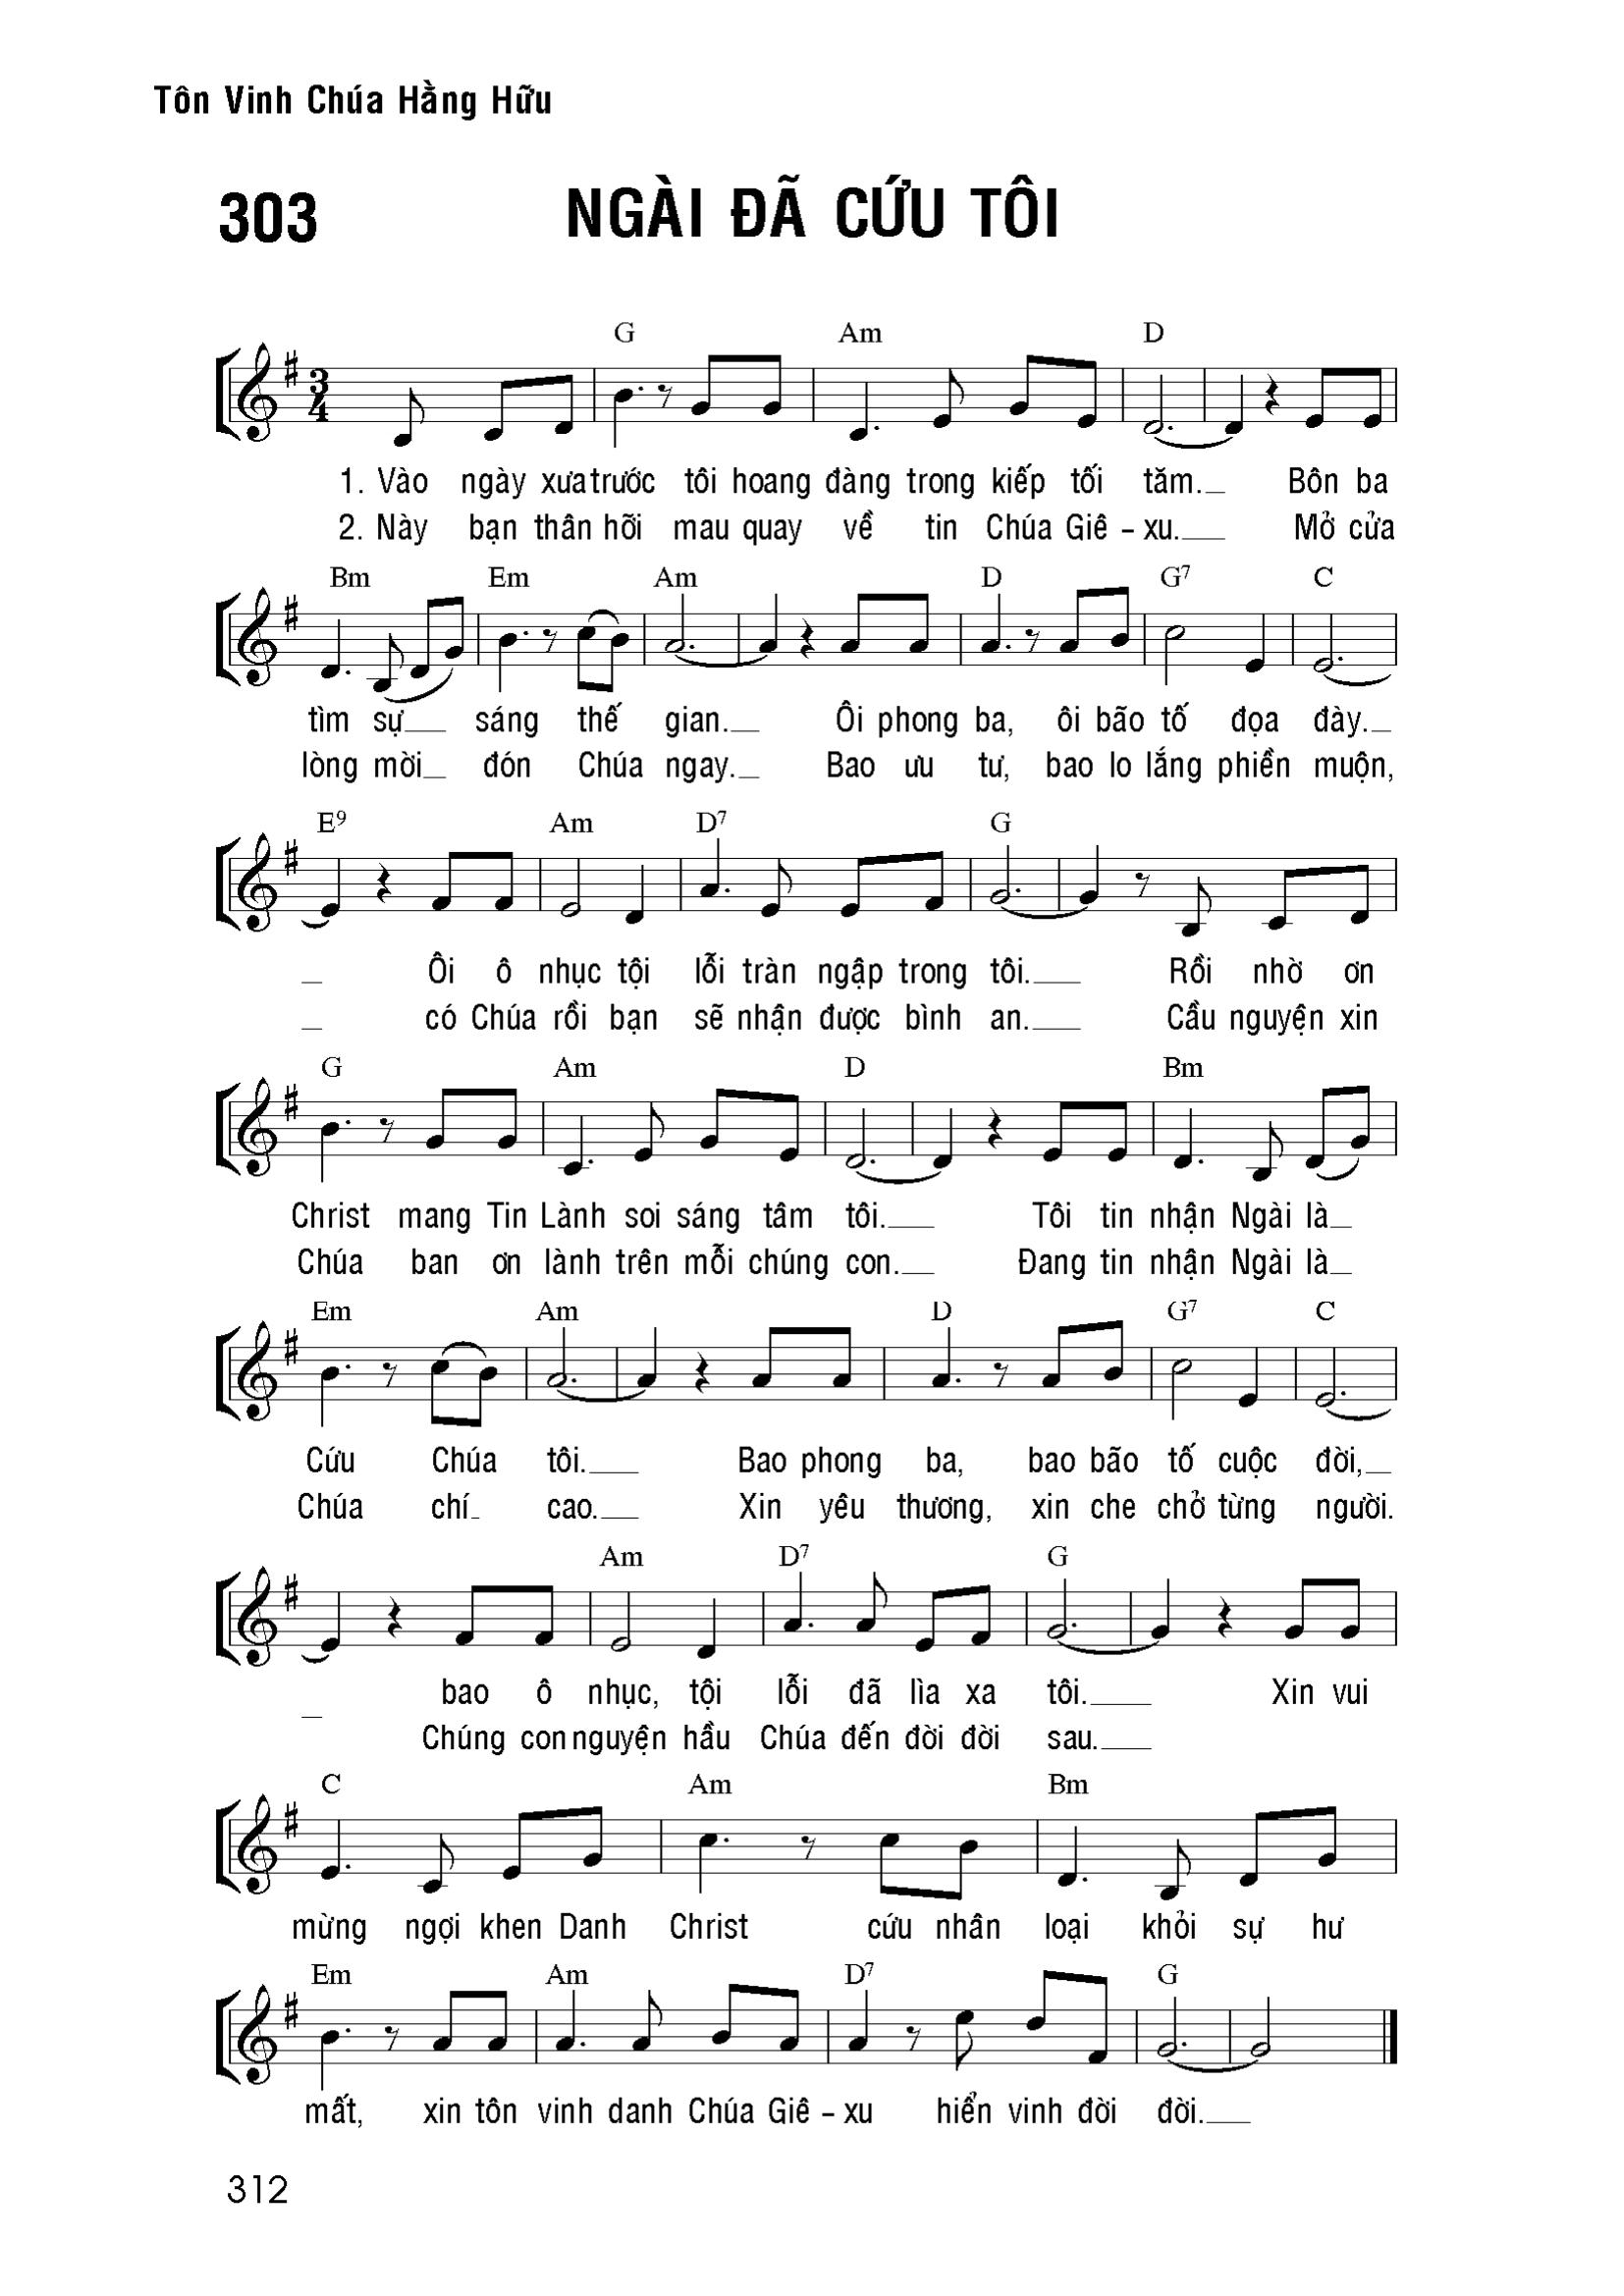 Tôn Vinh Chúa Hằng Hữu
303 NGÀI ĐÃ CỨU TÔI
G Am D
3
4
1. Vào ngày xưa trước tôi hoang đàng trong kiếp tối tăm. Bôn ba
2. Này bạn thân hỡi mau quay về tin Chúa Giê - xu. Mở cửa
Bm Em Am D G7 C
tìm sự sáng thế gian. Ôi phong ba, ôi bão tố đọa đày.
lòng mời đón Chúa ngay. Bao ưu tư, bao lo lắng phiền muộn,
E9 Am D7 G
Ôi ô nhục tội lỗi tràn ngập trong tôi. Rồi nhờ ơn
có Chúa rồi bạn sẽ nhận được bình an. Cầu nguyện xin
G Am D Bm
Christ mang Tin Lành soi sáng tâm tôi. Tôi tin nhận Ngài là
Chúa ban ơn lành trên mỗi chúng con. Đang tin nhận Ngài là
Em Am D G7 C
Cứu Chúa tôi. Bao phong ba, bao bão tố cuộc đời,
Chúa chí cao. Xin yêu thương, xin che chở từng người.
Am D7 G
bao ô nhục, tội lỗi đã lìa xa tôi. Xin vui
Chúng con nguyện hầu Chúa đến đời đời sau.
C Am Bm
mừng ngợi khen Danh Christ cứu nhân loại khỏi sự hư
Em Am D7 G
mất, xin tôn vinh danh Chúa Giê - xu hiển vinh đời đời.
312